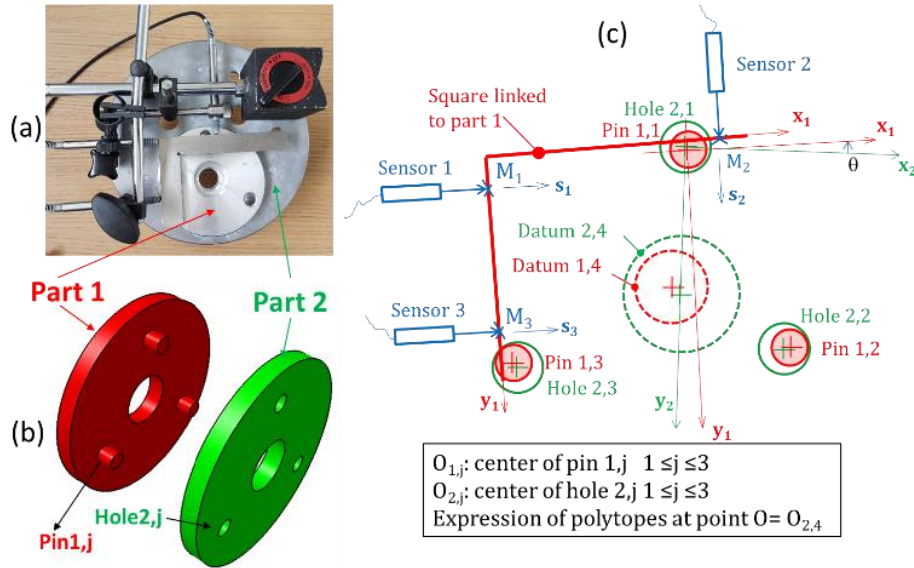 (a)
Part 1
Part 2
(b)
Pin1,j
Hole2,j
(c)
Sensor 2
Square linked
to part 1
Hole 2,1
Pin 1,1
x₁
x₁
M₂
θ
x₂
Sensor 1
M₁
s₁
s₂
Datum 2,4
Datum 1,4
Sensor 3
M₃
s₃
Hole 2,2
Pin 1,2
Pin 1,3
Hole 2,3
y₁
y₂
y₁
O₁,ⱼ: center of pin 1,j 1 ≤j ≤3
O₂,ⱼ: center of hole 2,j 1 ≤j ≤3
Expression of polytopes at point O= O₂,₄